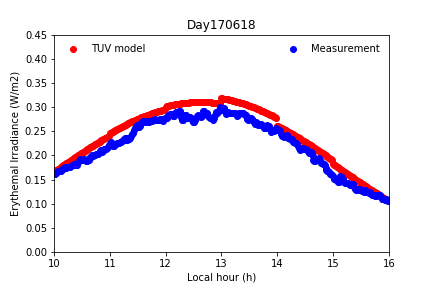 Day170618
TUV model
Measurement
Erythemal Irradiance (W/m2)
0.45
0.40
0.35
0.30
0.25
0.20
0.15
0.10
0.05
0.00
10 11 12 13 14 15 16
Local hour (h)